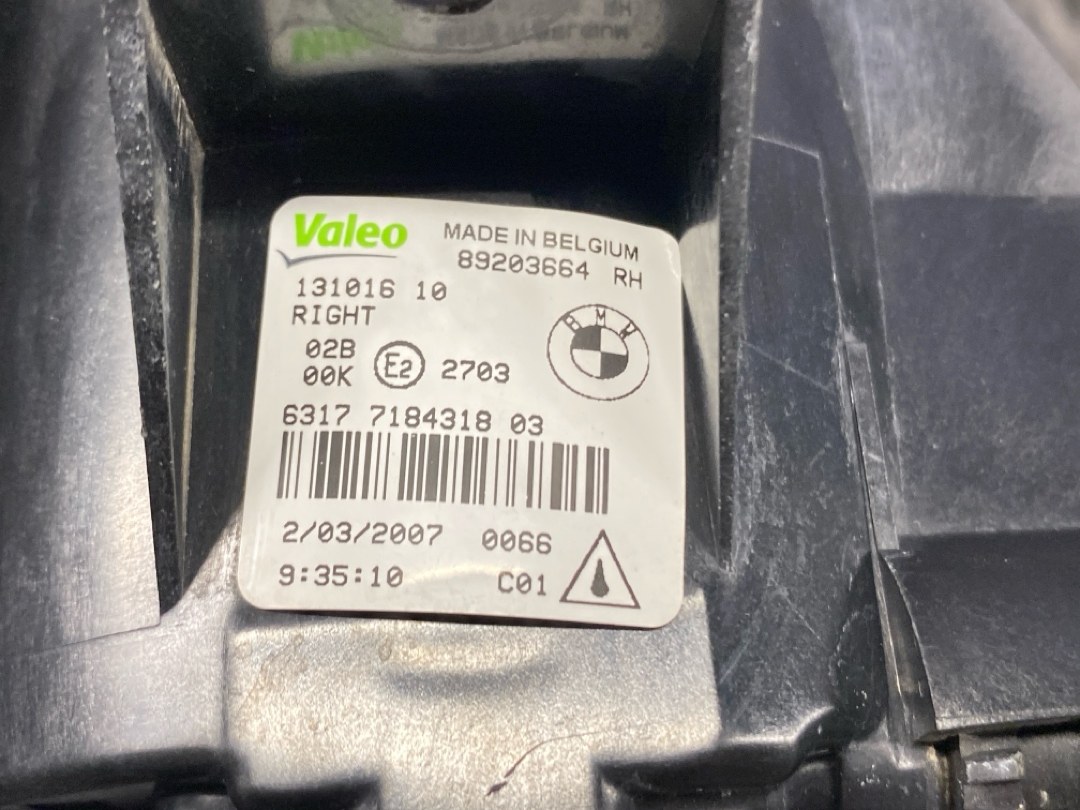 Valeo
MADE IN BELGIUM
89203664 RH
131016 10
RIGHT
BMW
02B
00K
E2 2703
6317 7184318 03
2/03/2007 0066
9:35:10 C01